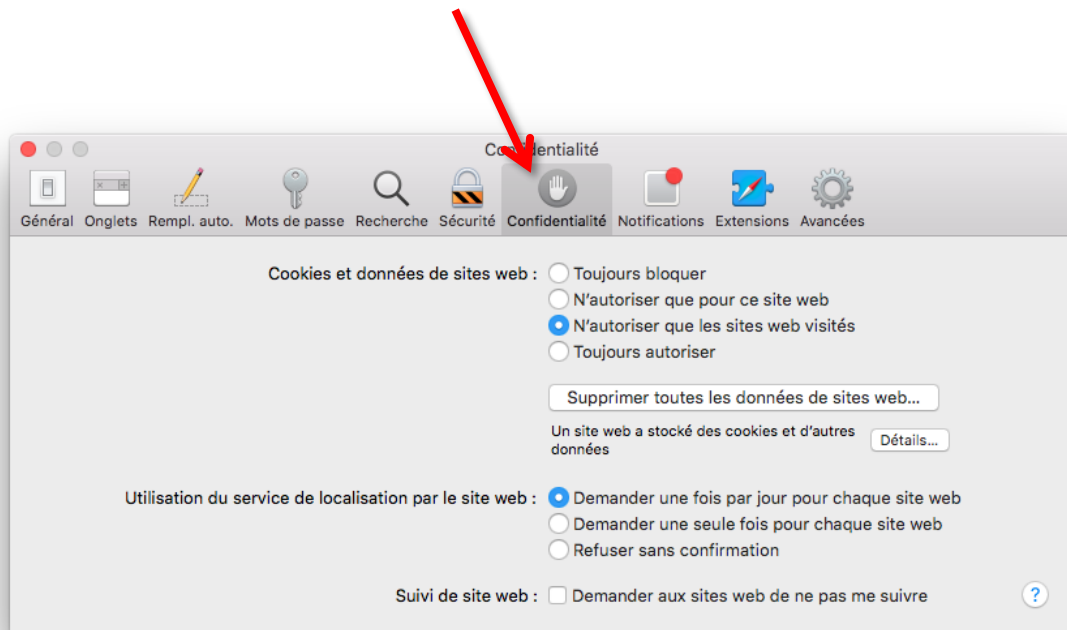 Confidentialité
Général Onglets Rempl. auto. Mots de passe Recherche Sécurité Confidentialité Notifications Extensions Avancées
Cookies et données de sites web : Toujours bloquer
N'autoriser que pour ce site web
N'autoriser que les sites web visités
Toujours autoriser
Supprimer toutes les données de sites web...
Un site web a stocké des cookies et d'autres
données
Détails...
Utilisation du service de localisation par le site web : Demander une fois par jour pour chaque site web
Demander une seule fois pour chaque site web
Refuser sans confirmation
Suivi de site web : Demander aux sites web de ne pas me suivre
?